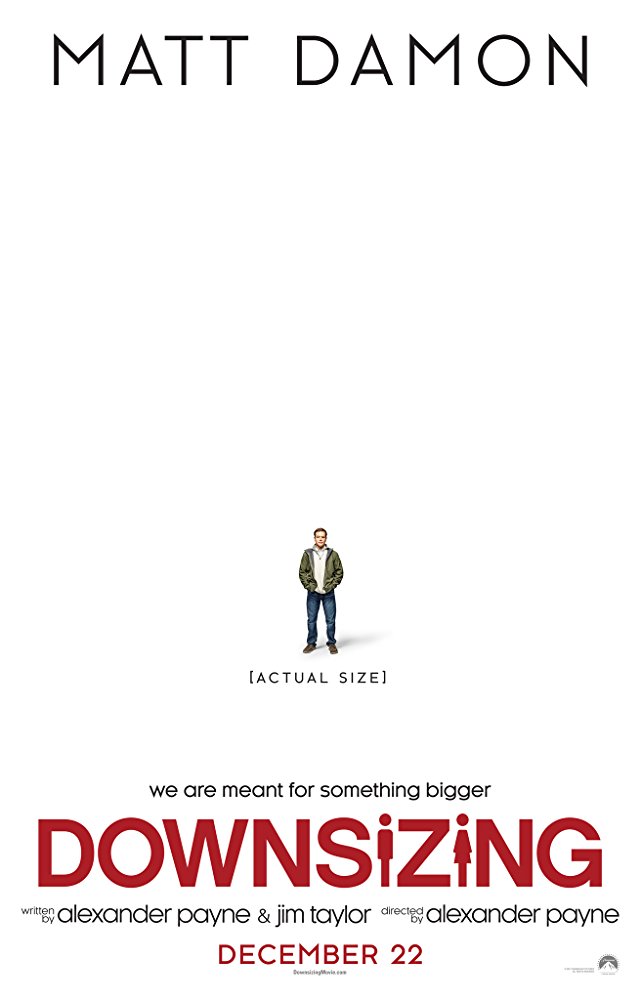 MATT DAMON
[ACTUAL SIZE]
we are meant for something bigger
DOWNSiZiNG
written by alexander payne & jim taylor directed by alexander payne
DECEMBER 22
DownsizingMovie.com